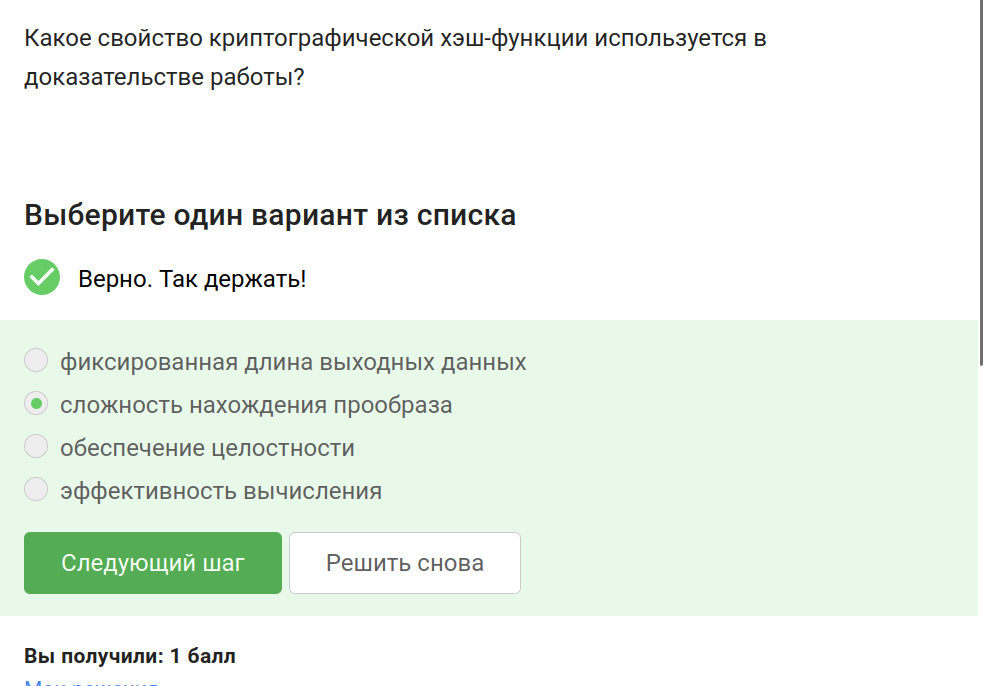 Какое свойство криптографической хэш-функции используется в
доказательстве работы?
Выберите один вариант из списка
Верно. Так держать!
фиксированная длина выходных данных
сложность нахождения прообраза
обеспечение целостности
эффективность вычисления
Следующий шаг
Решить снова
Вы получили: 1 балл